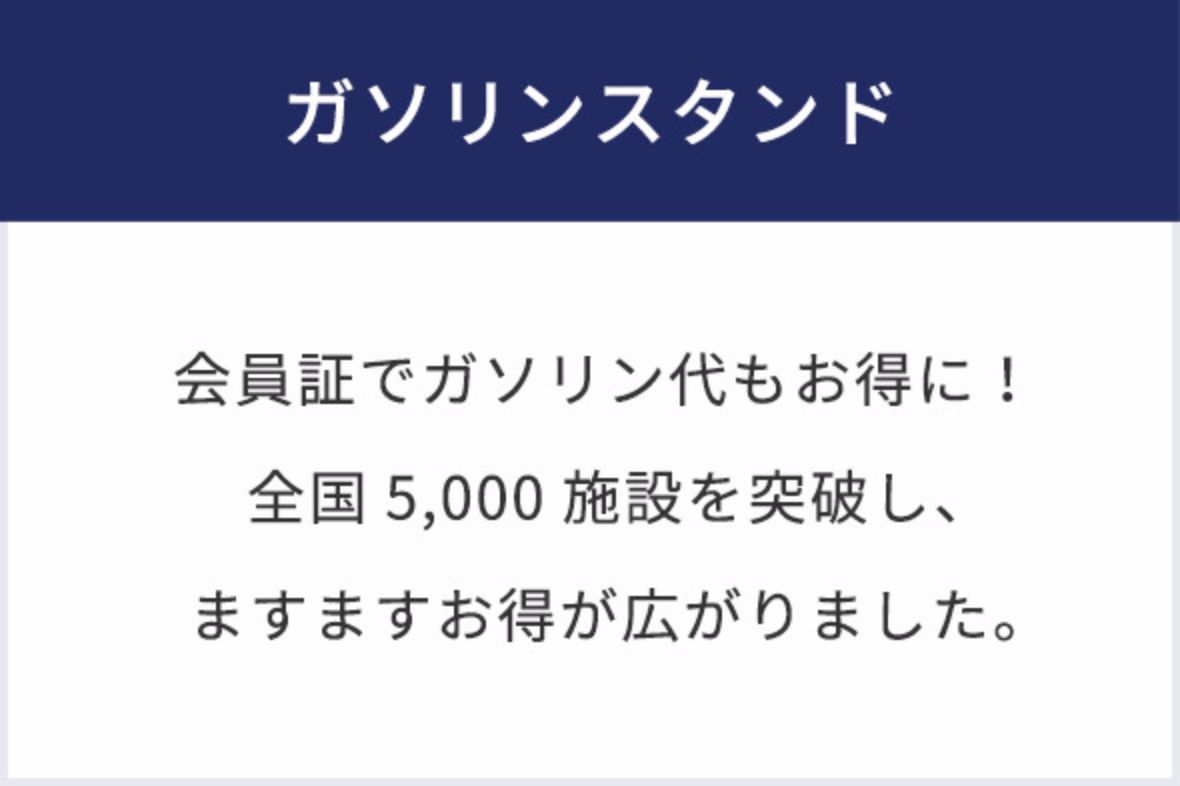 ガソリンスタンド
会員証でガソリン代もお得に！
全国 5,000 施設を突破し、
ますますお得が広がりました。